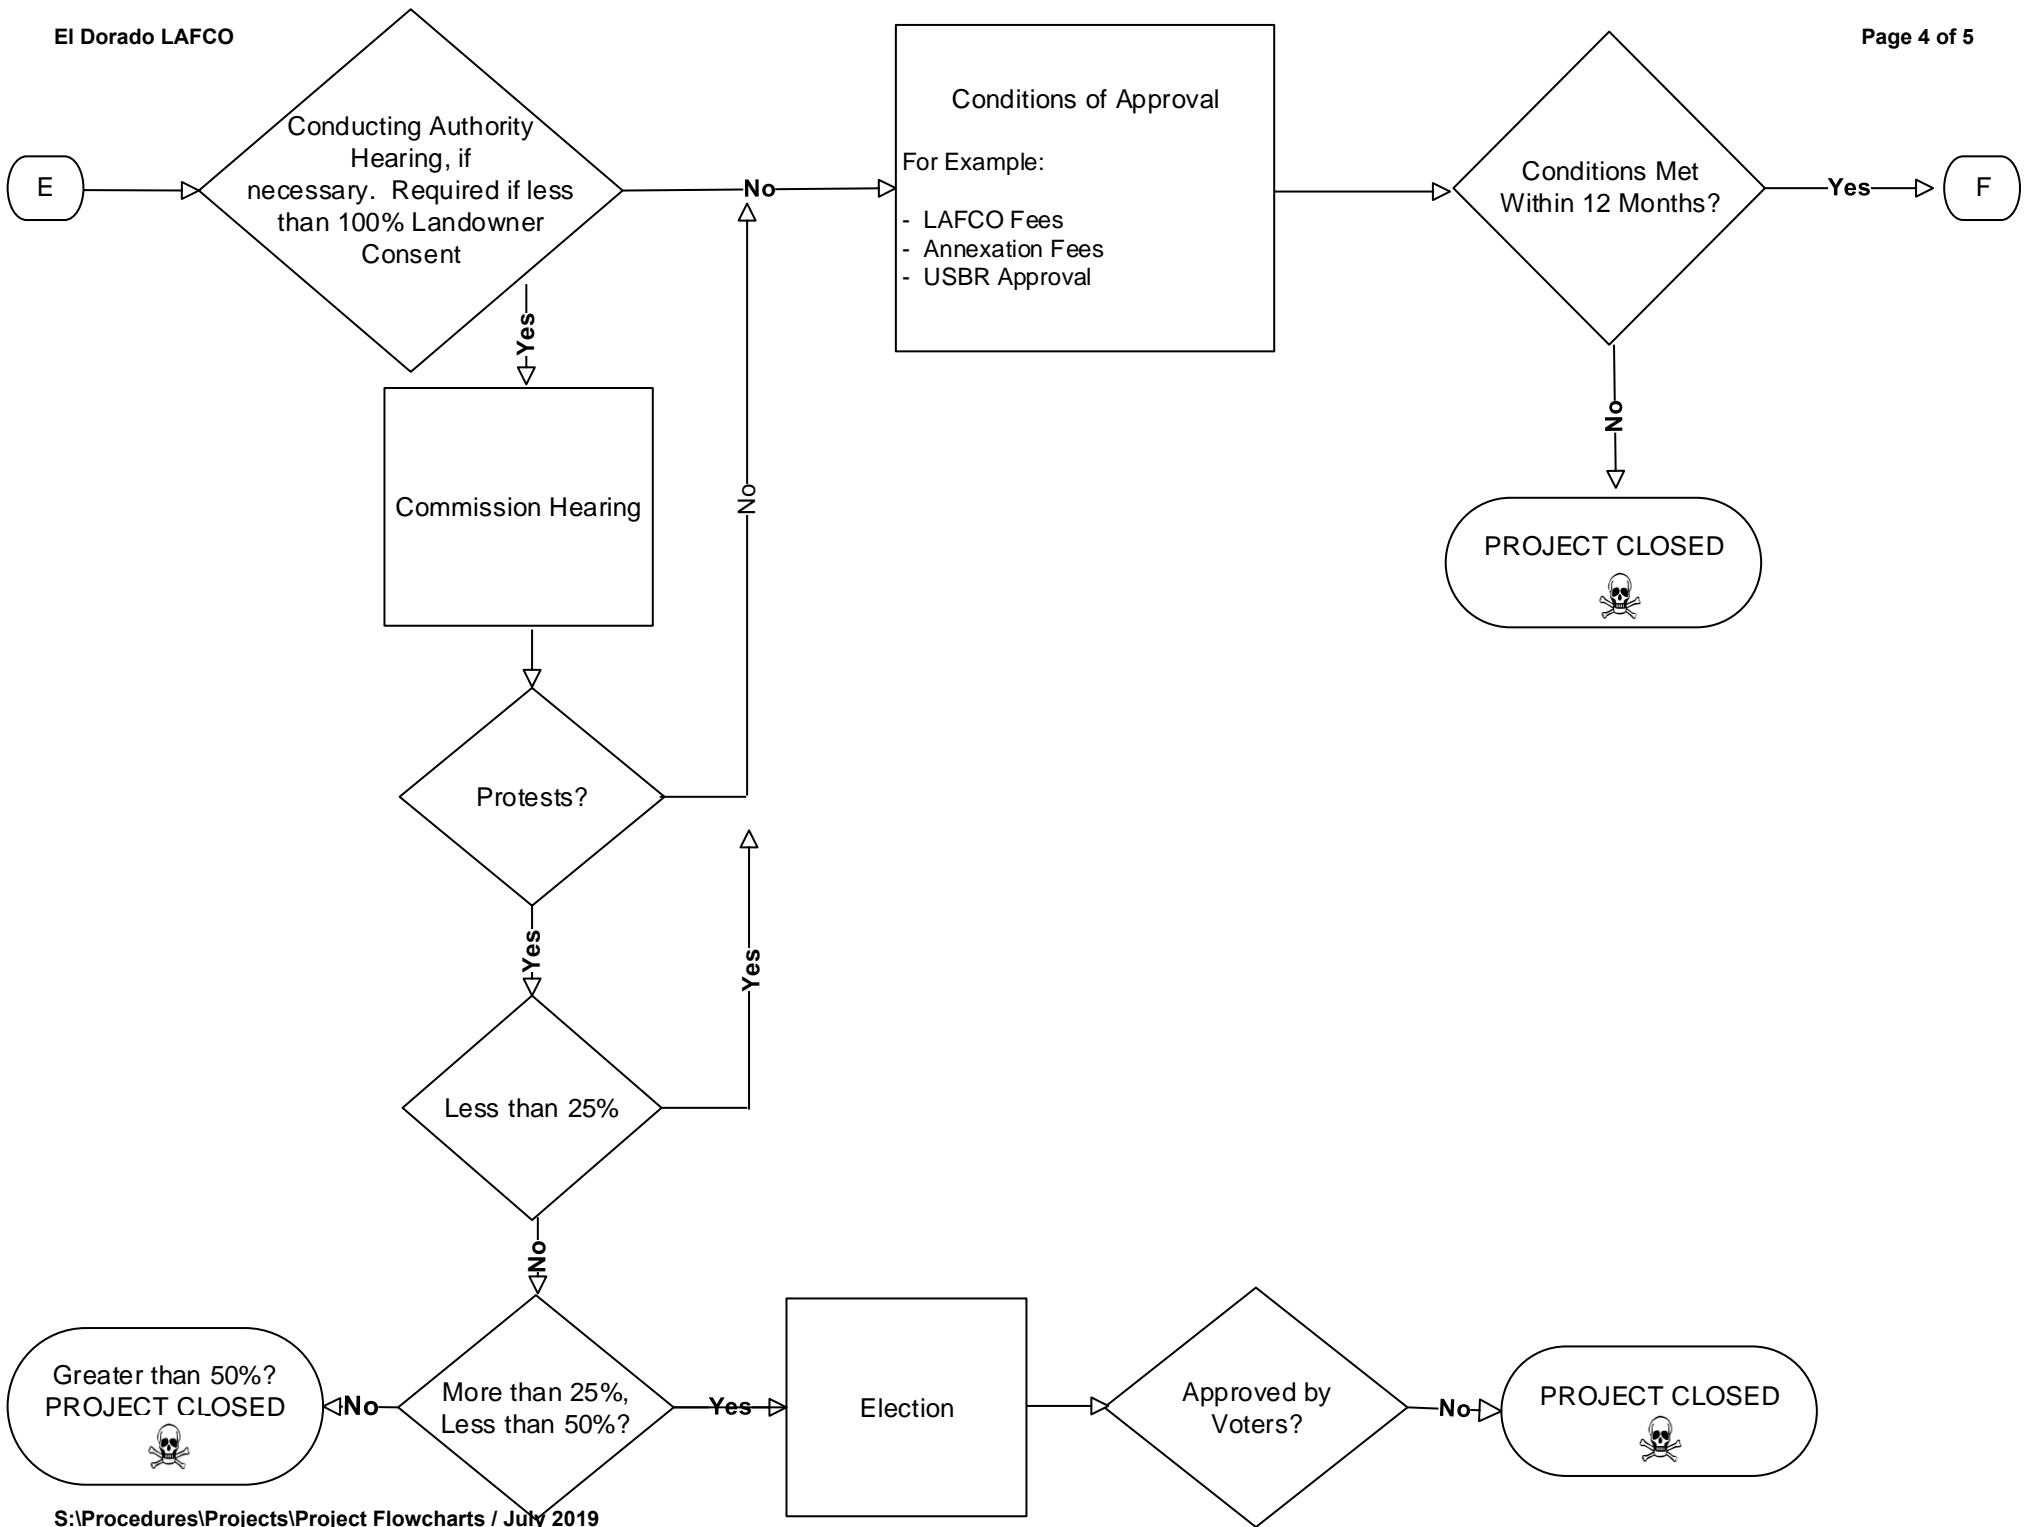 El Dorado LAFCO
Page 4 of 5
E
Conducting Authority
Hearing, if
necessary. Required if less
than 100% Landowner
Consent
No
Conditions of Approval
For Example:
- LAFCO Fees
- Annexation Fees
- USBR Approval
Conditions Met
Within 12 Months?
Yes
F
Yes
No
Commission Hearing
No
PROJECT CLOSED
Protests?
Yes
Yes
Less than 25%
No
Greater than 50%?
PROJECT CLOSED
No
More than 25%,
Less than 50%?
Yes
Election
Approved by
Voters?
No
PROJECT CLOSED
S:\Procedures\Projects\Project Flowcharts / July 2019